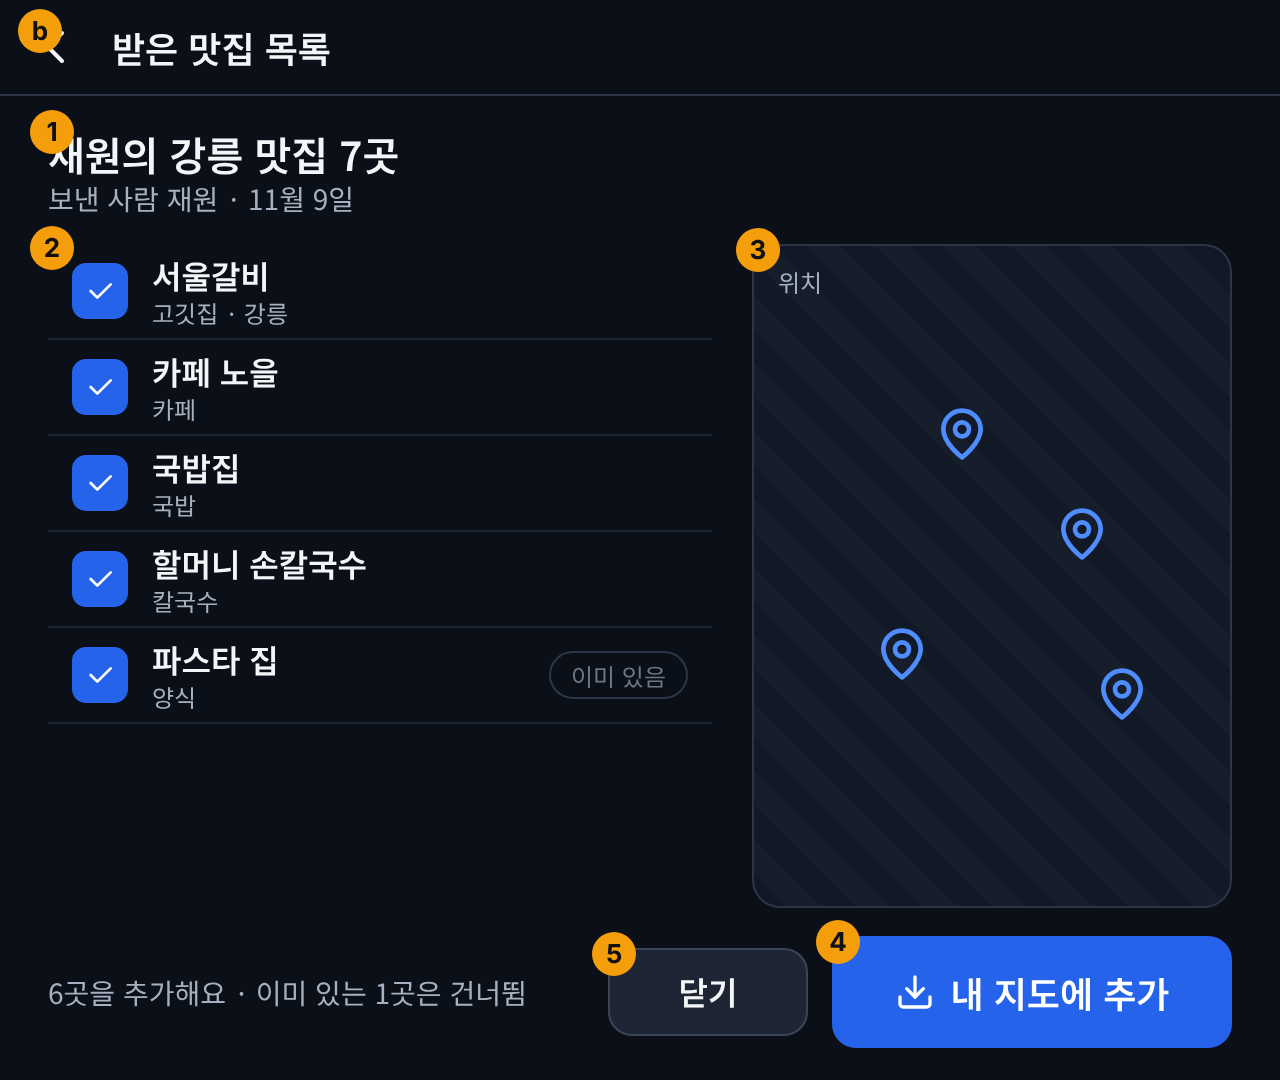 b
받은 맛집 목록
1
재원의 강릉 맛집 7곳
보낸 사람 재원 · 11월 9일
2
서울갈비
고깃집 · 강릉
카페 노을
카페
국밥집
국밥
할머니 손칼국수
칼국수
파스타 집
양식
이미 있음
3
위치
6곳을 추가해요 · 이미 있는 1곳은 건너뜀
5
닫기
4
내 지도에 추가